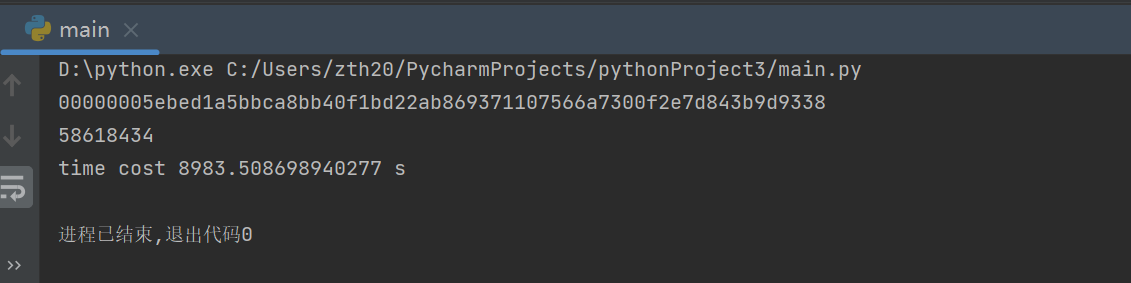 main
D:\python.exe C:/Users/zth20/PycharmProjects/pythonProject3/main.py
00000005ebed1a5bbca8bb40f1bd22ab869371107566a7300f2e7d843b9d9338
58618434
time cost 8983.508698940277 s
进程已结束,退出代码0